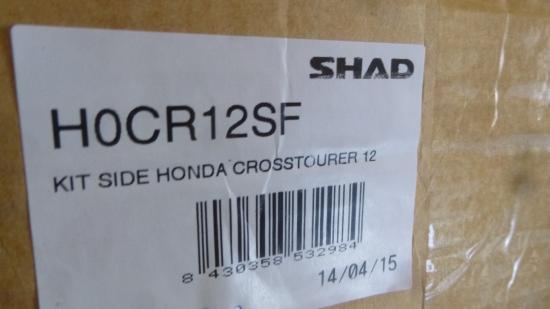 SHAD
H0CR12SF
KIT SIDE HONDA CROSSTOURER 12
8 430358 532984
14/04/15